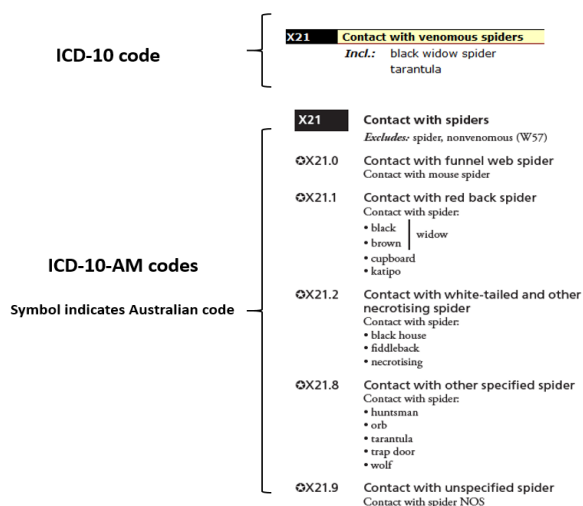 ICD-10 code
X21 Contact with venomous spiders
Incl.: black widow spider
tarantula
ICD-10-AM codes
Symbol indicates Australian code
X21 Contact with spiders
Excludes: spider, nonvenomous (W57)
✪X21.0 Contact with funnel web spider
Contact with mouse spider
✪X21.1 Contact with red back spider
Contact with spider:
• black
• brown
widow
• cupboard
• katipo
✪X21.2 Contact with white-tailed and other
necrotising spider
Contact with spider:
• black house
• fiddleback
• necrotising
✪X21.8 Contact with other specified spider
Contact with spider:
• huntsman
• orb
• tarantula
• trap door
• wolf
✪X21.9 Contact with unspecified spider
Contact with spider NOS